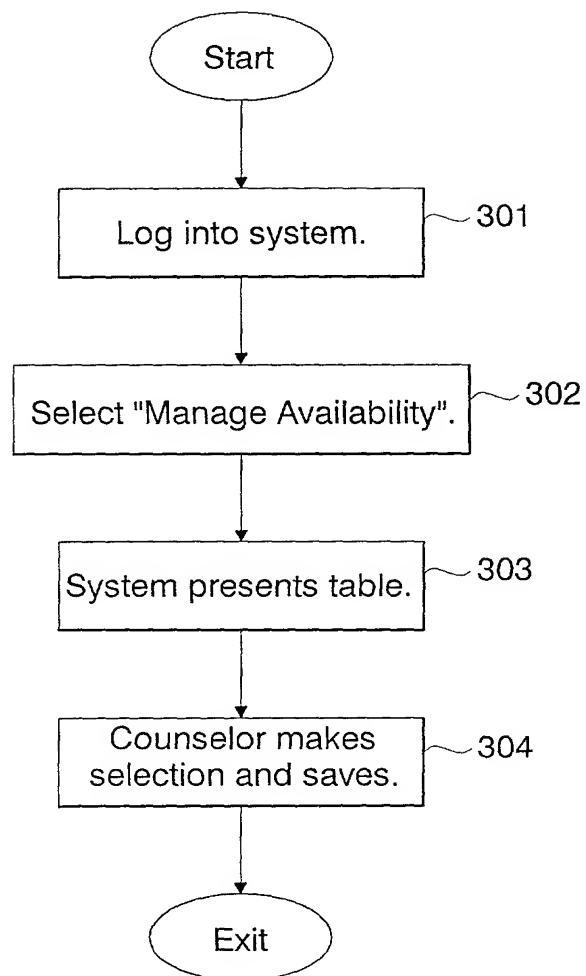 Start
Log into system.
301
Select "Manage Availability".
302
System presents table.
303
Counselor makes
selection and saves.
304
Exit